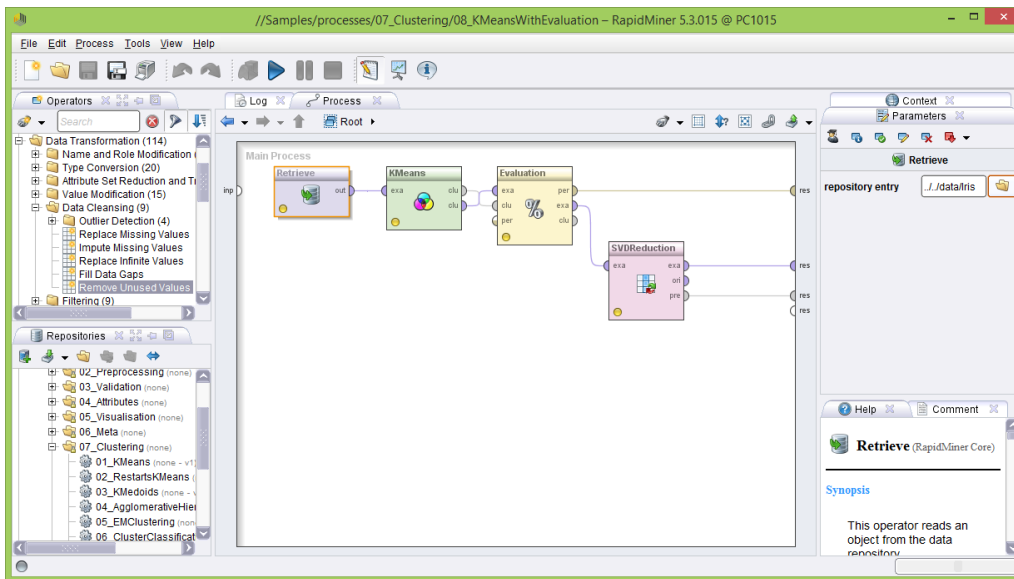 //Samples/processes/07_Clustering/08_KMeansWithEvaluation – RapidMiner 5.3.015 @ PC1015
File Edit Process Tools View Help
Operators
Search
Data Transformation (114)
Name and Role Modification (
Type Conversion (20)
Attribute Set Reduction and Tr
Value Modification (15)
Data Cleansing (9)
Outlier Detection (4)
Replace Missing Values
Impute Missing Values
Replace Infinite Values
Fill Data Gaps
Remove Unused Values
Filtering (9)
Repositories
02_Preprocessing (none)
03_Validation (none)
04_Attributes (none)
05_Visualisation (none)
06_Meta (none)
07_Clustering (none)
01_KMeans (none - v1
02_RestartsKMeans (
03_KMedoids (none - v
04_AgglomerativeHier
05_EMClustering (non
06_ClusterClassificat
Log Process
Root
Main Process
inp
Retrieve
out
KMeans
exa clu
clu
Evaluation
exa per
clu exa
per clu
SVDReduction
exa exa
ori
pre
res
res
res
res
Context
Parameters
Retrieve
repository entry ../../data/Iris
Help Comment
Retrieve (RapidMiner Core)
Synopsis
This operator reads an
object from the data
repository